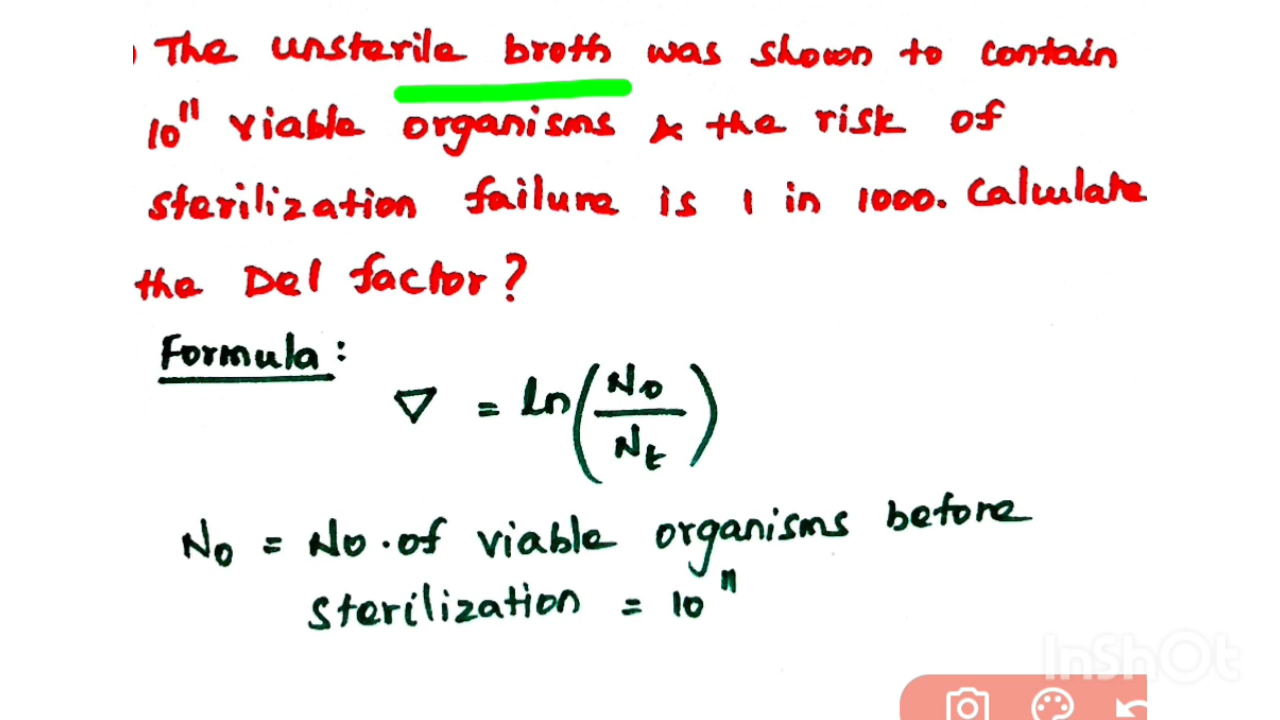 The unsterile broth was shown to contain
10¹¹ viable organisms & the risk of
sterilization failure is 1 in 1000. Calculate
the Del factor?
Formula:
∇ = ln(N₀/Nₜ)
N₀ = No. of viable organisms before
sterilization = 10¹¹
InShOt